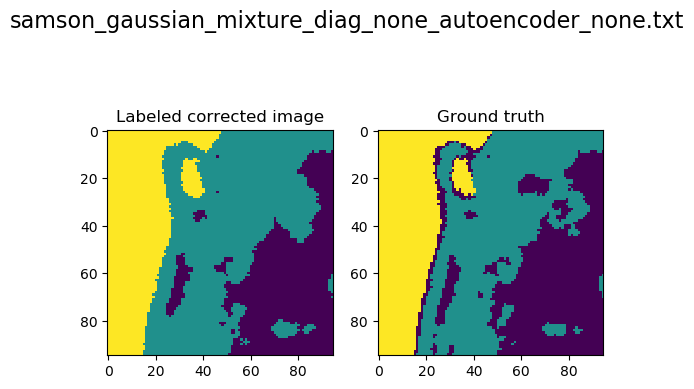 samson_gaussian_mixture_diag_none_autoencoder_none.txt
Labeled corrected image
Ground truth
0
20
40
60
80
0 20 40 60 80
0
20
40
60
80
0 20 40 60 80